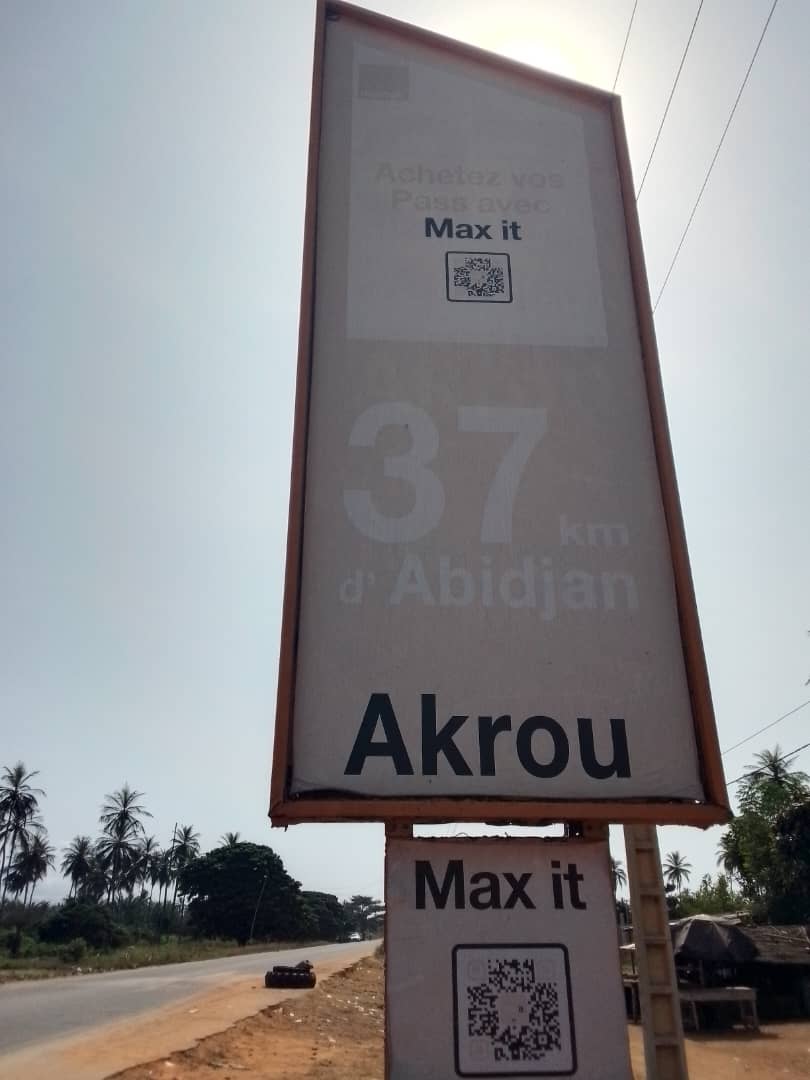 Achetez vos
Pass avec
Max it
37 km
d' Abidjan
Akrou
Max it